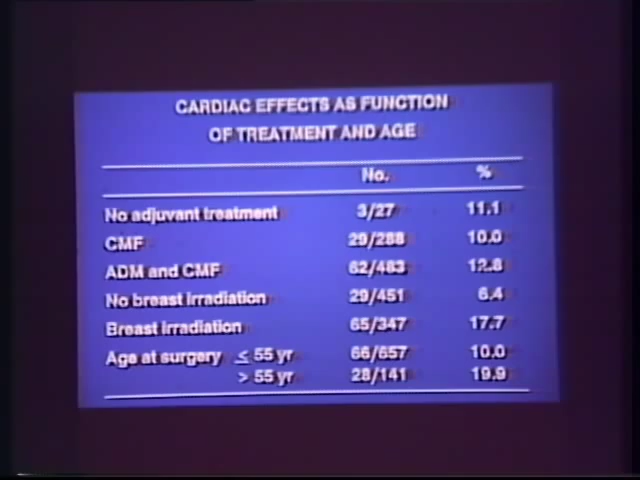 CARDIAC EFFECTS AS FUNCTION
OF TREATMENT AND AGE
No. %
No adjuvant treatment 3/27 11.1
CMF 29/288 10.0
ADM and CMF 62/483 12.8
No breast irradiation 29/451 6.4
Breast irradiation 65/347 17.7
Age at surgery ≤ 55 yr 66/657 10.0
> 55 yr 28/141 19.9